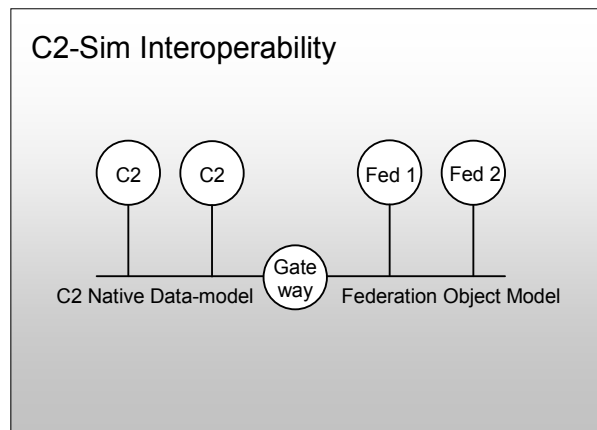 C2-Sim Interoperability
C2
C2
Fed 1
Fed 2
Gate
way
C2 Native Data-model
Federation Object Model